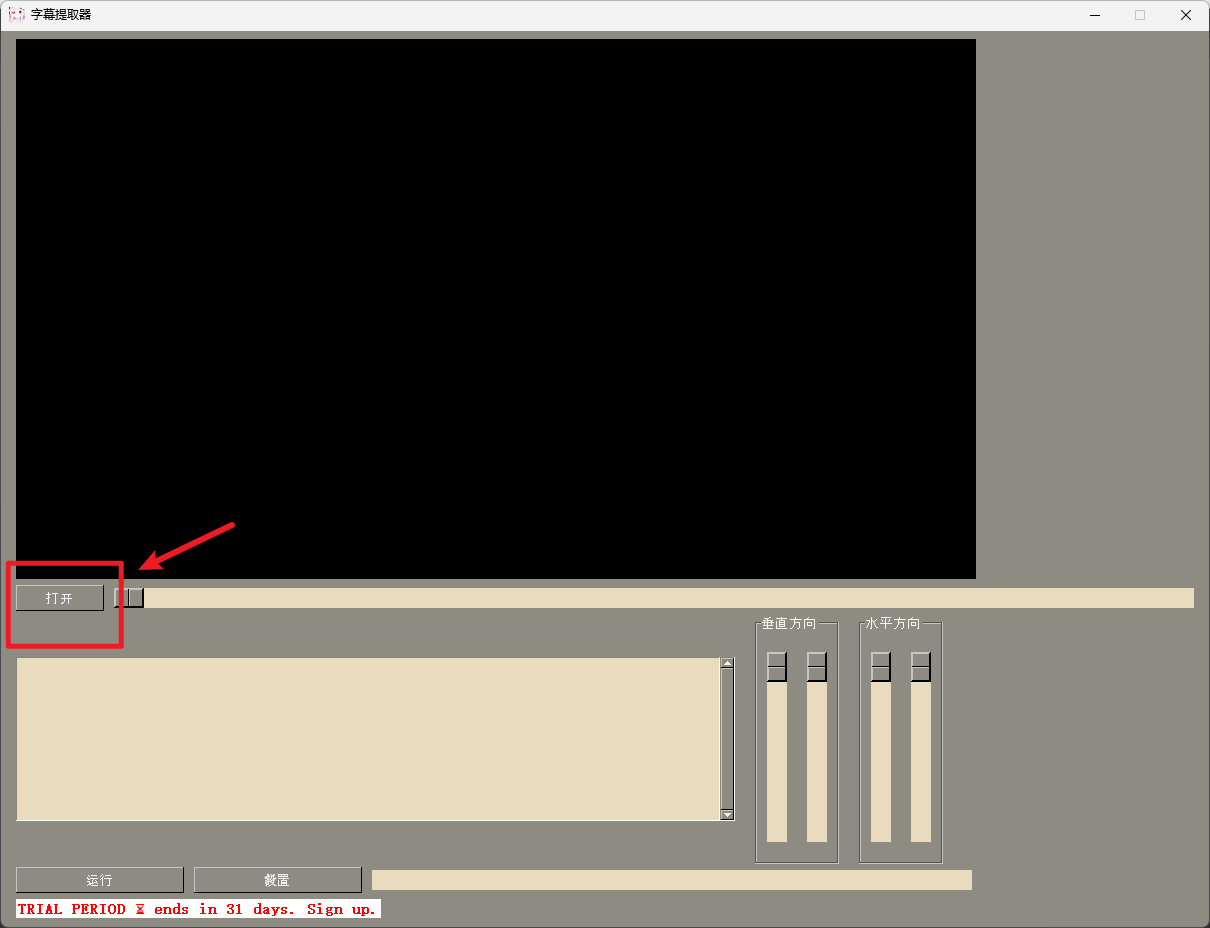 字幕提取器
打开
垂直方向
水平方向
运行
设置
TRIAL PERIOD ⧖ ends in 31 days. Sign up.